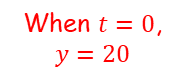 When t = 0,
y = 20